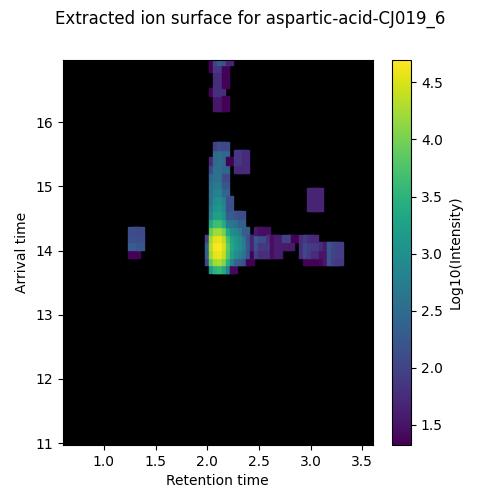 Extracted ion surface for aspartic-acid-CJ019_6
16
15
14
13
12
11
Arrival time
1.0 1.5 2.0 2.5 3.0 3.5
Retention time
4.5
4.0
3.5
3.0
2.5
2.0
1.5
Log10(Intensity)